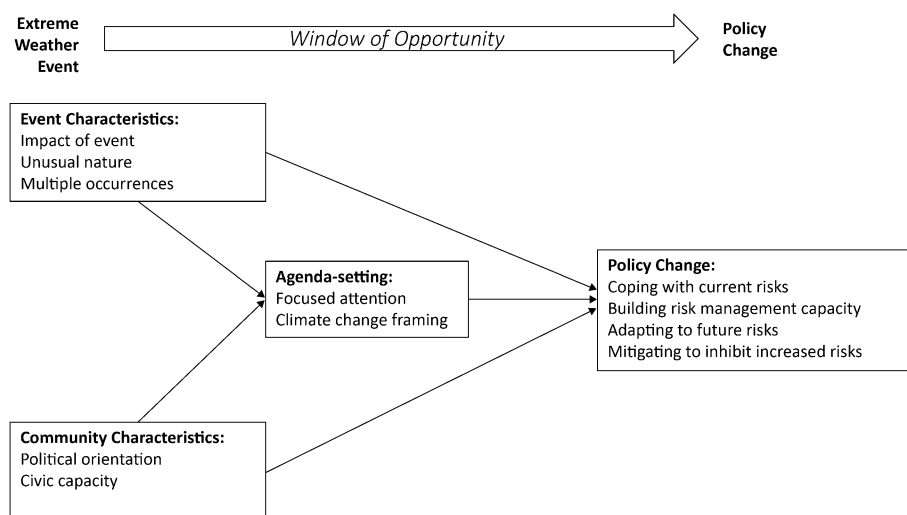 Extreme
Weather
Event
Window of Opportunity
Policy
Change
Event Characteristics:
Impact of event
Unusual nature
Multiple occurrences
Agenda-setting:
Focused attention
Climate change framing
Policy Change:
Coping with current risks
Building risk management capacity
Adapting to future risks
Mitigating to inhibit increased risks
Community Characteristics:
Political orientation
Civic capacity